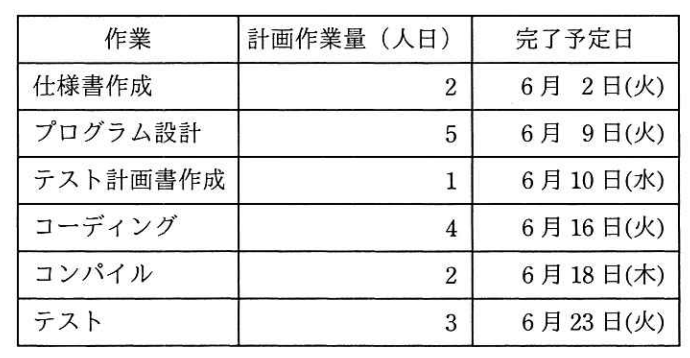 作業 計画作業量（人日） 完了予定日
仕様書作成 2 6月 2日(火)
プログラム設計 5 6月 9日(火)
テスト計画書作成 1 6月10日(水)
コーディング 4 6月16日(火)
コンパイル 2 6月18日(木)
テスト 3 6月23日(火)